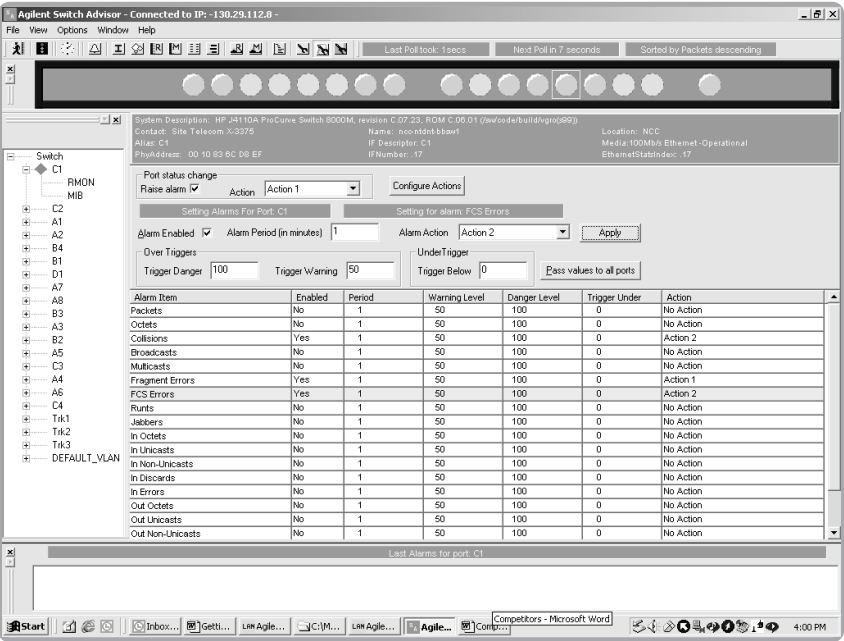 Agilent Switch Advisor - Connected to IP: -130.29.112.8 -
File View Options Window Help
Last Poll took: 1secs
Next Poll in 7 seconds
Sorted by Packets descending
System Description: HP J4110A ProCurve Switch 8000M, revision C.07.23, ROM C.06.01 (/sw/code/build/vgro(s99))
Contact: Site Telecom X-3375 Name: Location: NCC
Alias: C1 IF Descriptor: C1 Media:100Mb/s Ethernet-Operational
PhyAddress: 00 10 83 6C D8 EF IFNumber: .17 EthernetStatsIndex: .17
Switch
C1
RMON
MIB
C2
A1
A2
B4
B1
D1
A7
A8
B3
A3
B2
A5
C3
A4
A6
C4
Trk1
Trk2
Trk3
DEFAULT_VLAN
Port status change
Raise alarm Action Action 1 Configure Actions
Setting Alarms For Port: C1 Setting for alarm: FCS Errors
Alarm Enabled Alarm Period (in minutes) 1 Alarm Action Action 2 Apply
Over Triggers UnderTrigger
Trigger Danger 100 Trigger Warning 50 Trigger Below 0 Pass values to all ports
Alarm Item Enabled Period Warning Level Danger Level Trigger Under Action
Packets No 1 50 100 0 No Action
Octets No 1 50 100 0 No Action
Collisions Yes 1 50 100 0 Action 2
Broadcasts No 1 50 100 0 No Action
Multicasts No 1 50 100 0 No Action
Fragment Errors Yes 1 50 100 0 Action 1
FCS Errors Yes 1 50 100 0 Action 2
Runts No 1 50 100 0 No Action
Jabbers No 1 50 100 0 No Action
In Octets No 1 50 100 0 No Action
In Unicasts No 1 50 100 0 No Action
In Non-Unicasts No 1 50 100 0 No Action
In Discards No 1 50 100 0 No Action
In Errors No 1 50 100 0 No Action
Out Octets No 1 50 100 0 No Action
Out Unicasts No 1 50 100 0 No Action
Out Non-Unicasts No 1 50 100 0 No Action
Last Alarms for port: C1
Competitors - Microsoft Word
Start Inbox... Getti... LAN Agile... C:\M... LAN Agile... Agile... Comp... 4:00 PM